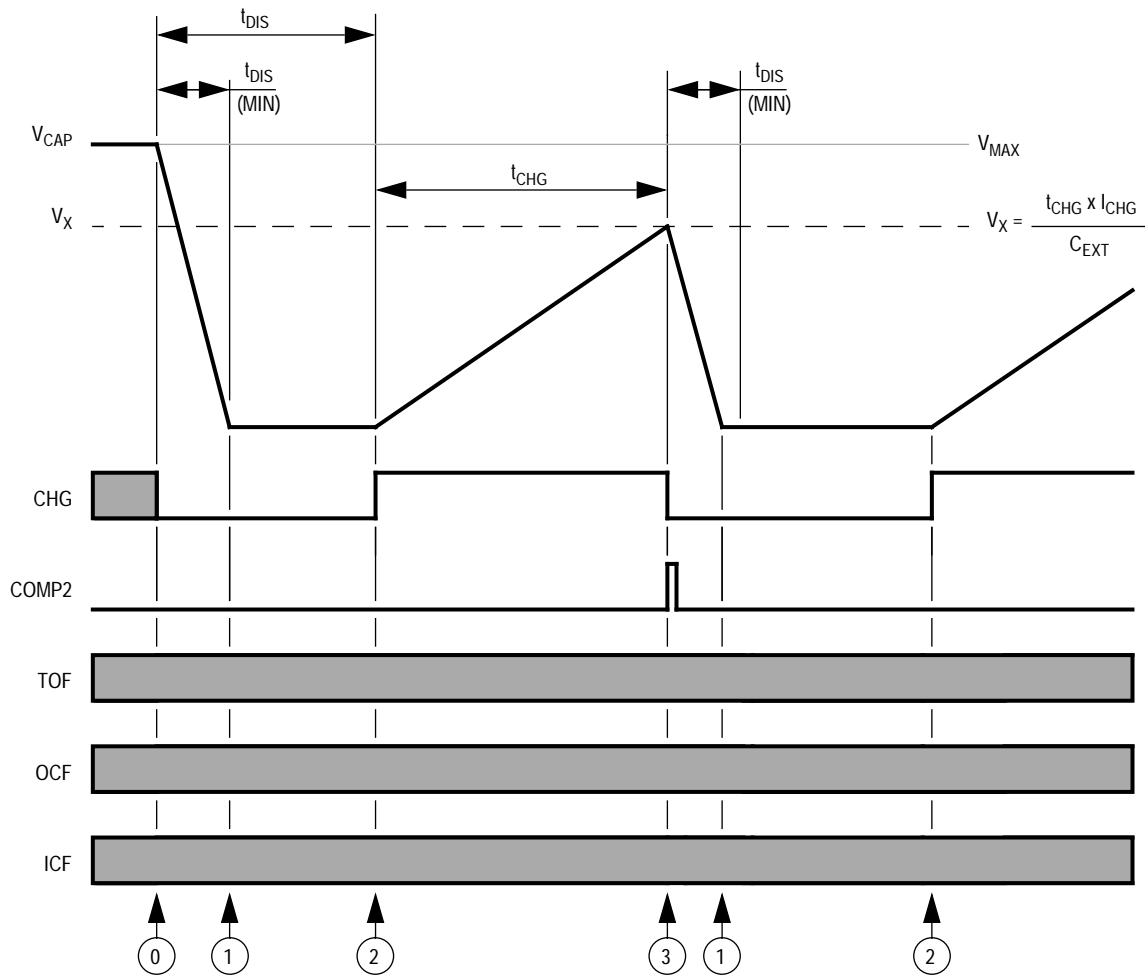 tDIS
tDIS
(MIN)
tDIS
(MIN)
VCAP
VMAX
tCHG
VX
VX = tCHG x ICHG
CEXT
CHG
COMP2
TOF
OCF
ICF
0 1 2 3 1 2